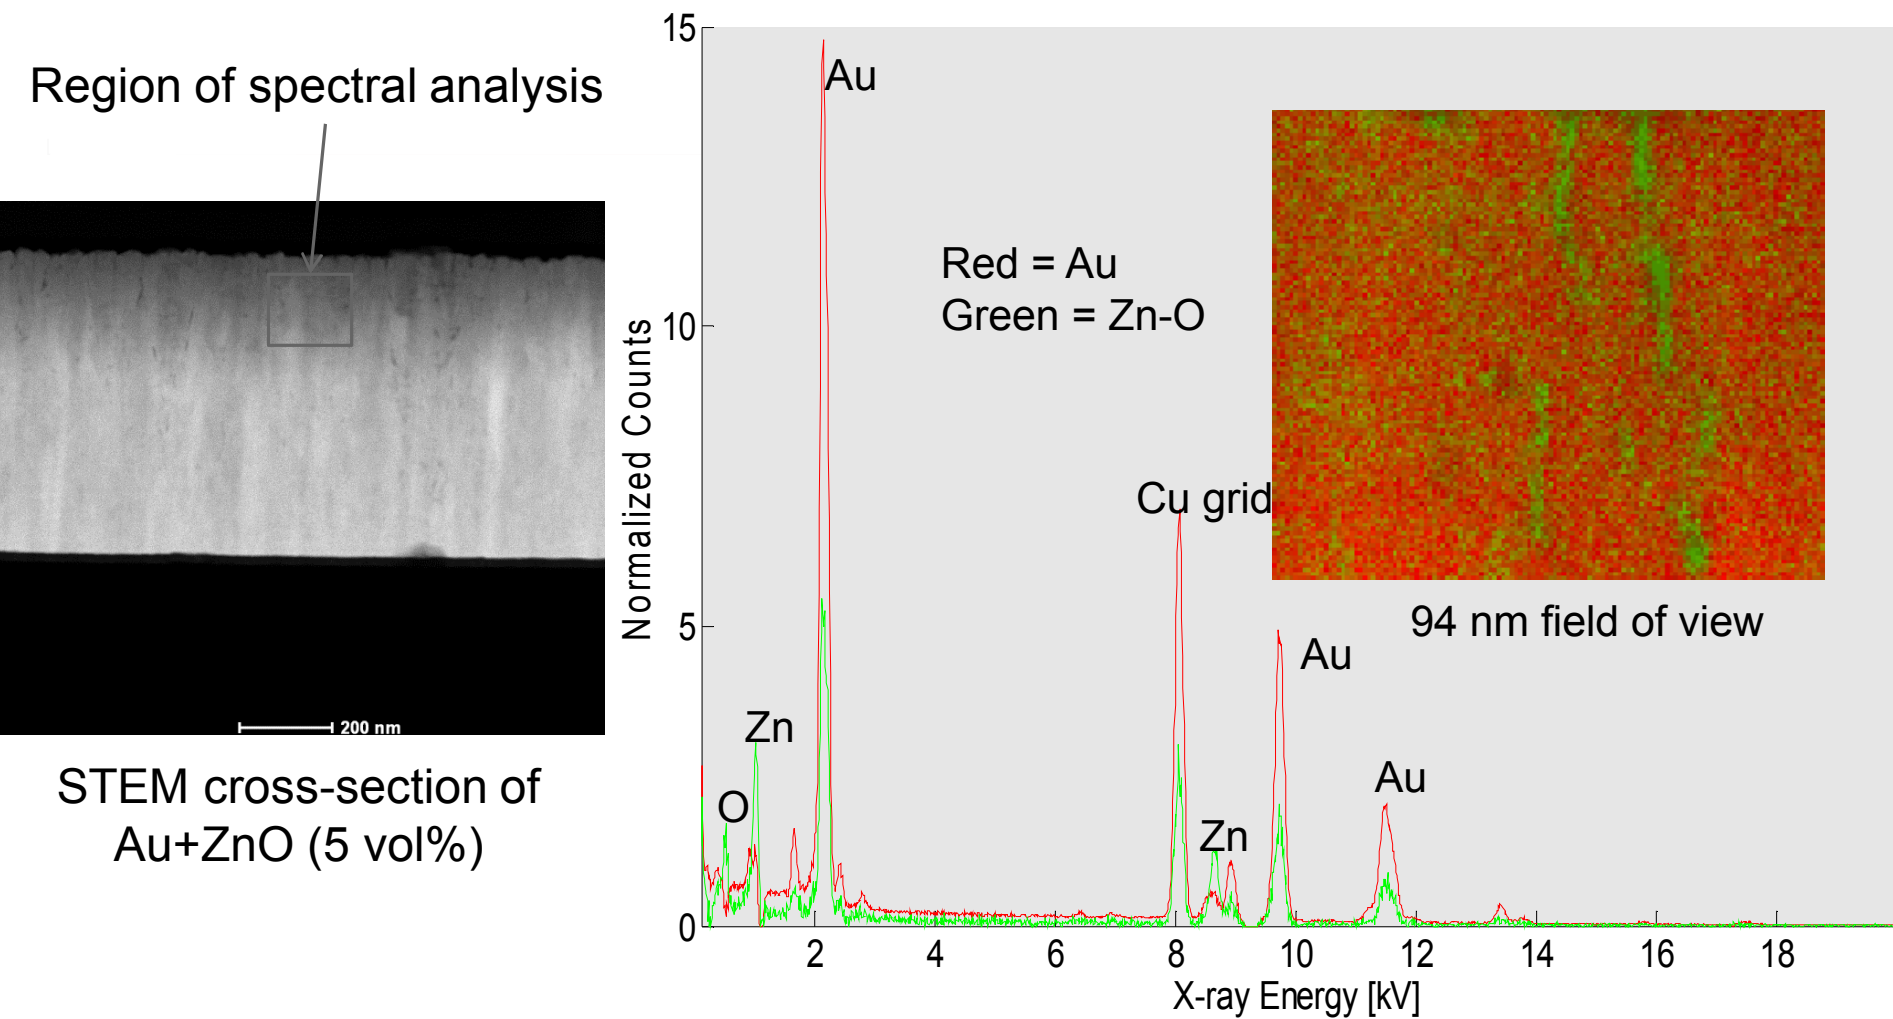 Region of spectral analysis
200 nm
STEM cross-section of
Au+ZnO (5 vol%)
15
10
5
0
Normalized Counts
Au
Red = Au
Green = Zn-O
Cu grid
94 nm field of view
Au
Zn
O
Zn
Au
2 4 6 8 10 12 14 16 18
X-ray Energy [kV]